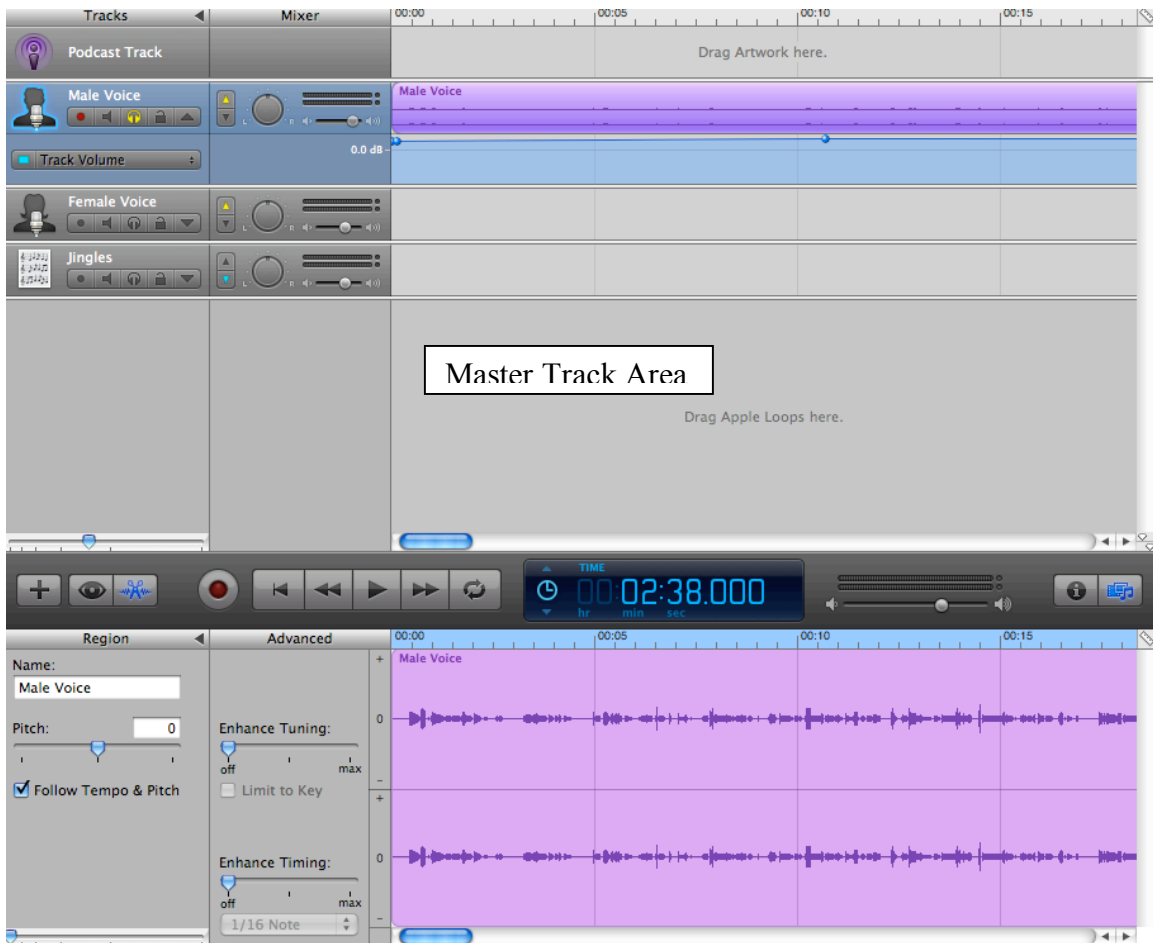 Tracks
Mixer
00:00
00:05
00:10
00:15
Podcast Track
Drag Artwork here.
Male Voice
Male Voice
L R
Track Volume
0.0 dB
Female Voice
L R
Jingles
L R
Master Track Area
Drag Apple Loops here.
TIME
00:02:38.000
hr min sec
Region
Advanced
00:00
00:05
00:10
00:15
Name:
Male Voice
Male Voice
Pitch: 0
Enhance Tuning:
off max
Follow Tempo & Pitch
Limit to Key
Enhance Timing:
off max
1/16 Note
+
0
-
+
0
-